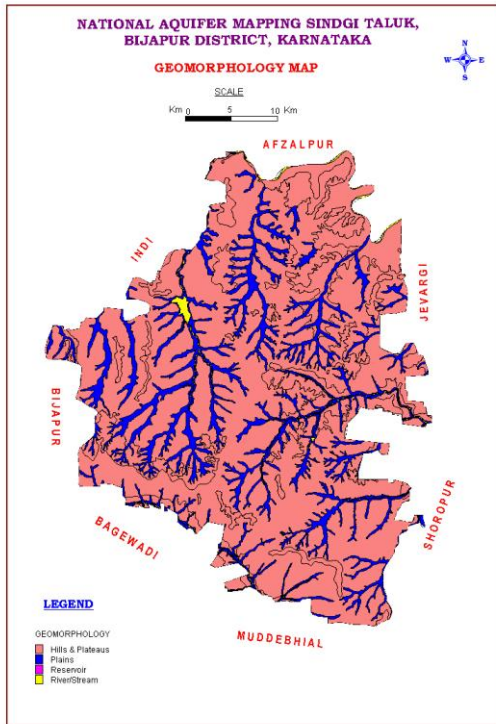 NATIONAL AQUIFER MAPPING SINDGI TALUK,
BIJAPUR DISTRICT, KARNATAKA
GEOMORPHOLOGY MAP
N
W E
S
SCALE
Km 0 5 10 Km
AFZALPUR
INDI
JEVARGI
BIJAPUR
SHOROPUR
BAGEWADI
MUDDEBHIAL
LEGEND
GEOMORPHOLOGY
Hills & Plateaus
Plains
Reservoir
River/Stream